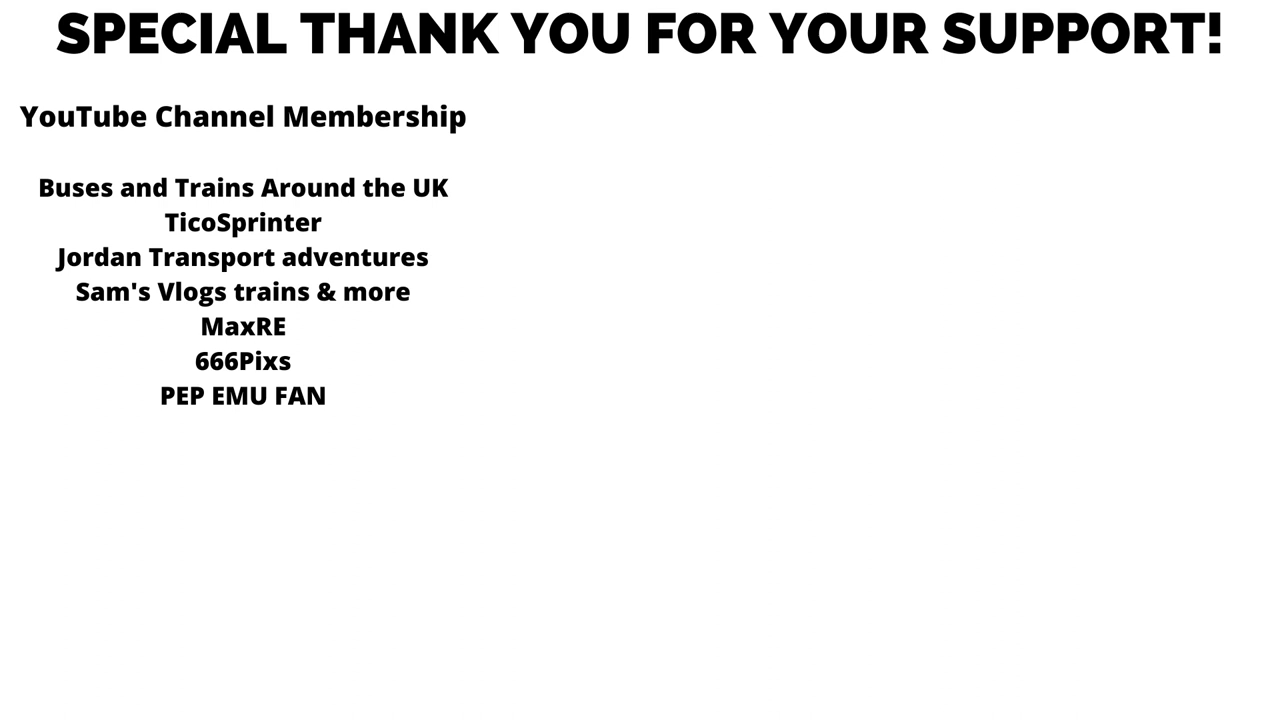 SPECIAL THANK YOU FOR YOUR SUPPORT!
YouTube Channel Membership
Buses and Trains Around the UK
TicoSprinter
Jordan Transport adventures
Sam's Vlogs trains & more
MaxRE
666Pixs
PEP EMU FAN